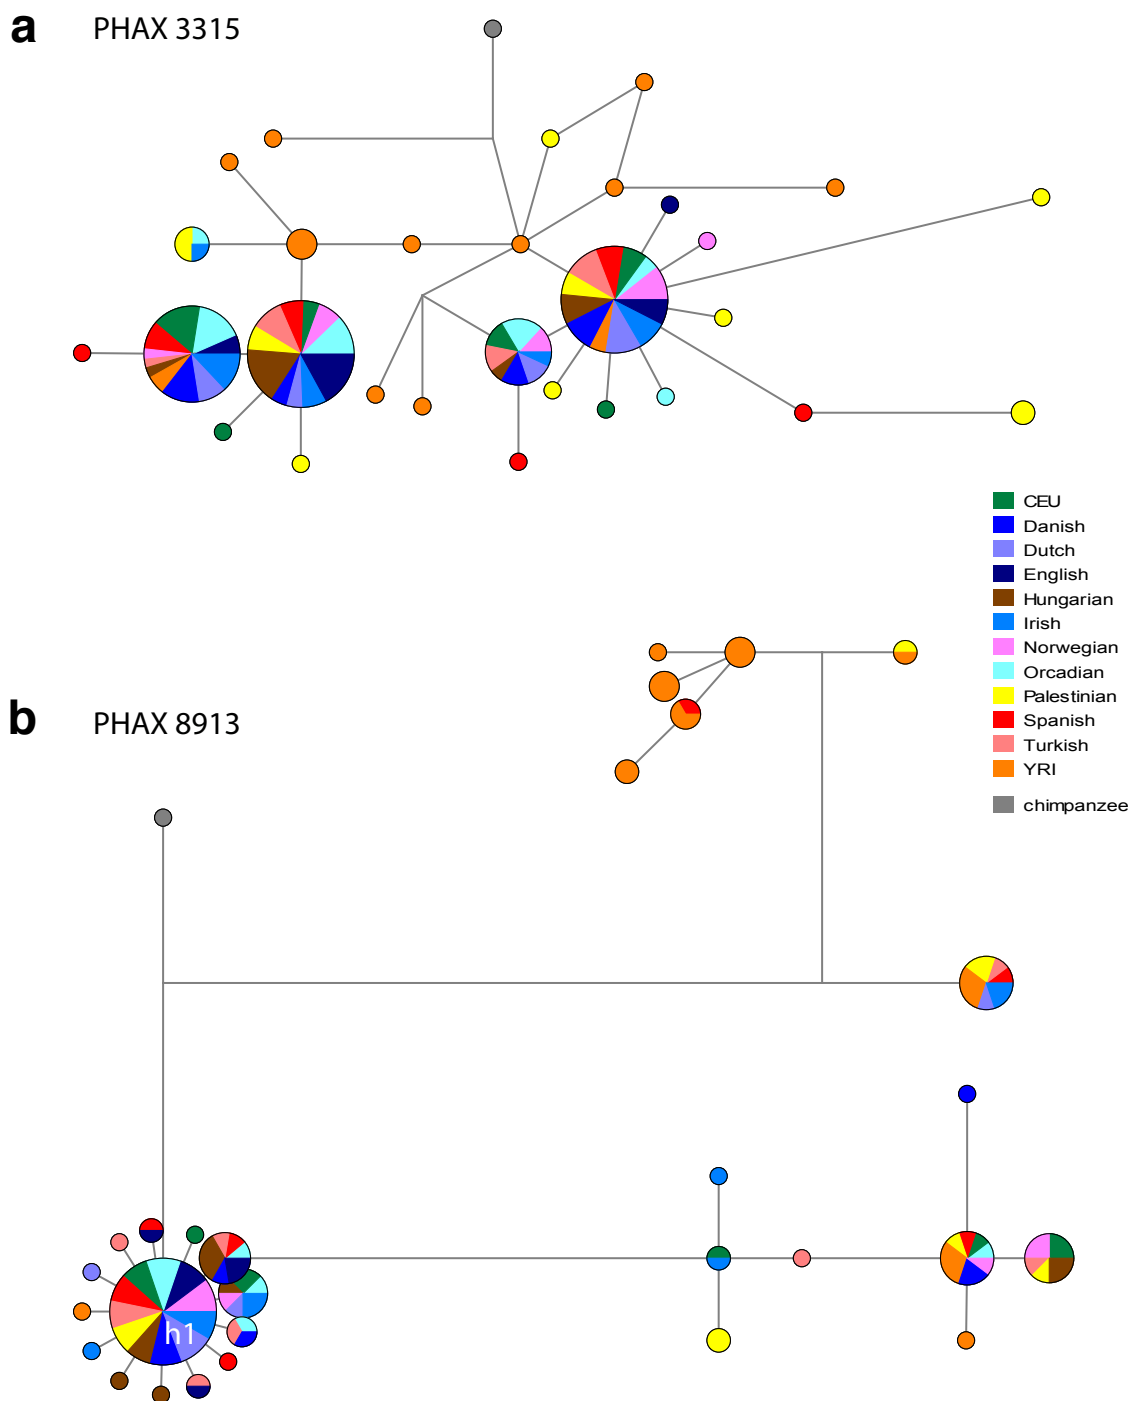 a PHAX 3315
CEU
Danish
Dutch
English
Hungarian
Irish
Norwegian
Orcadian
Palestinian
Spanish
Turkish
YRI
chimpanzee
b PHAX 8913
h1